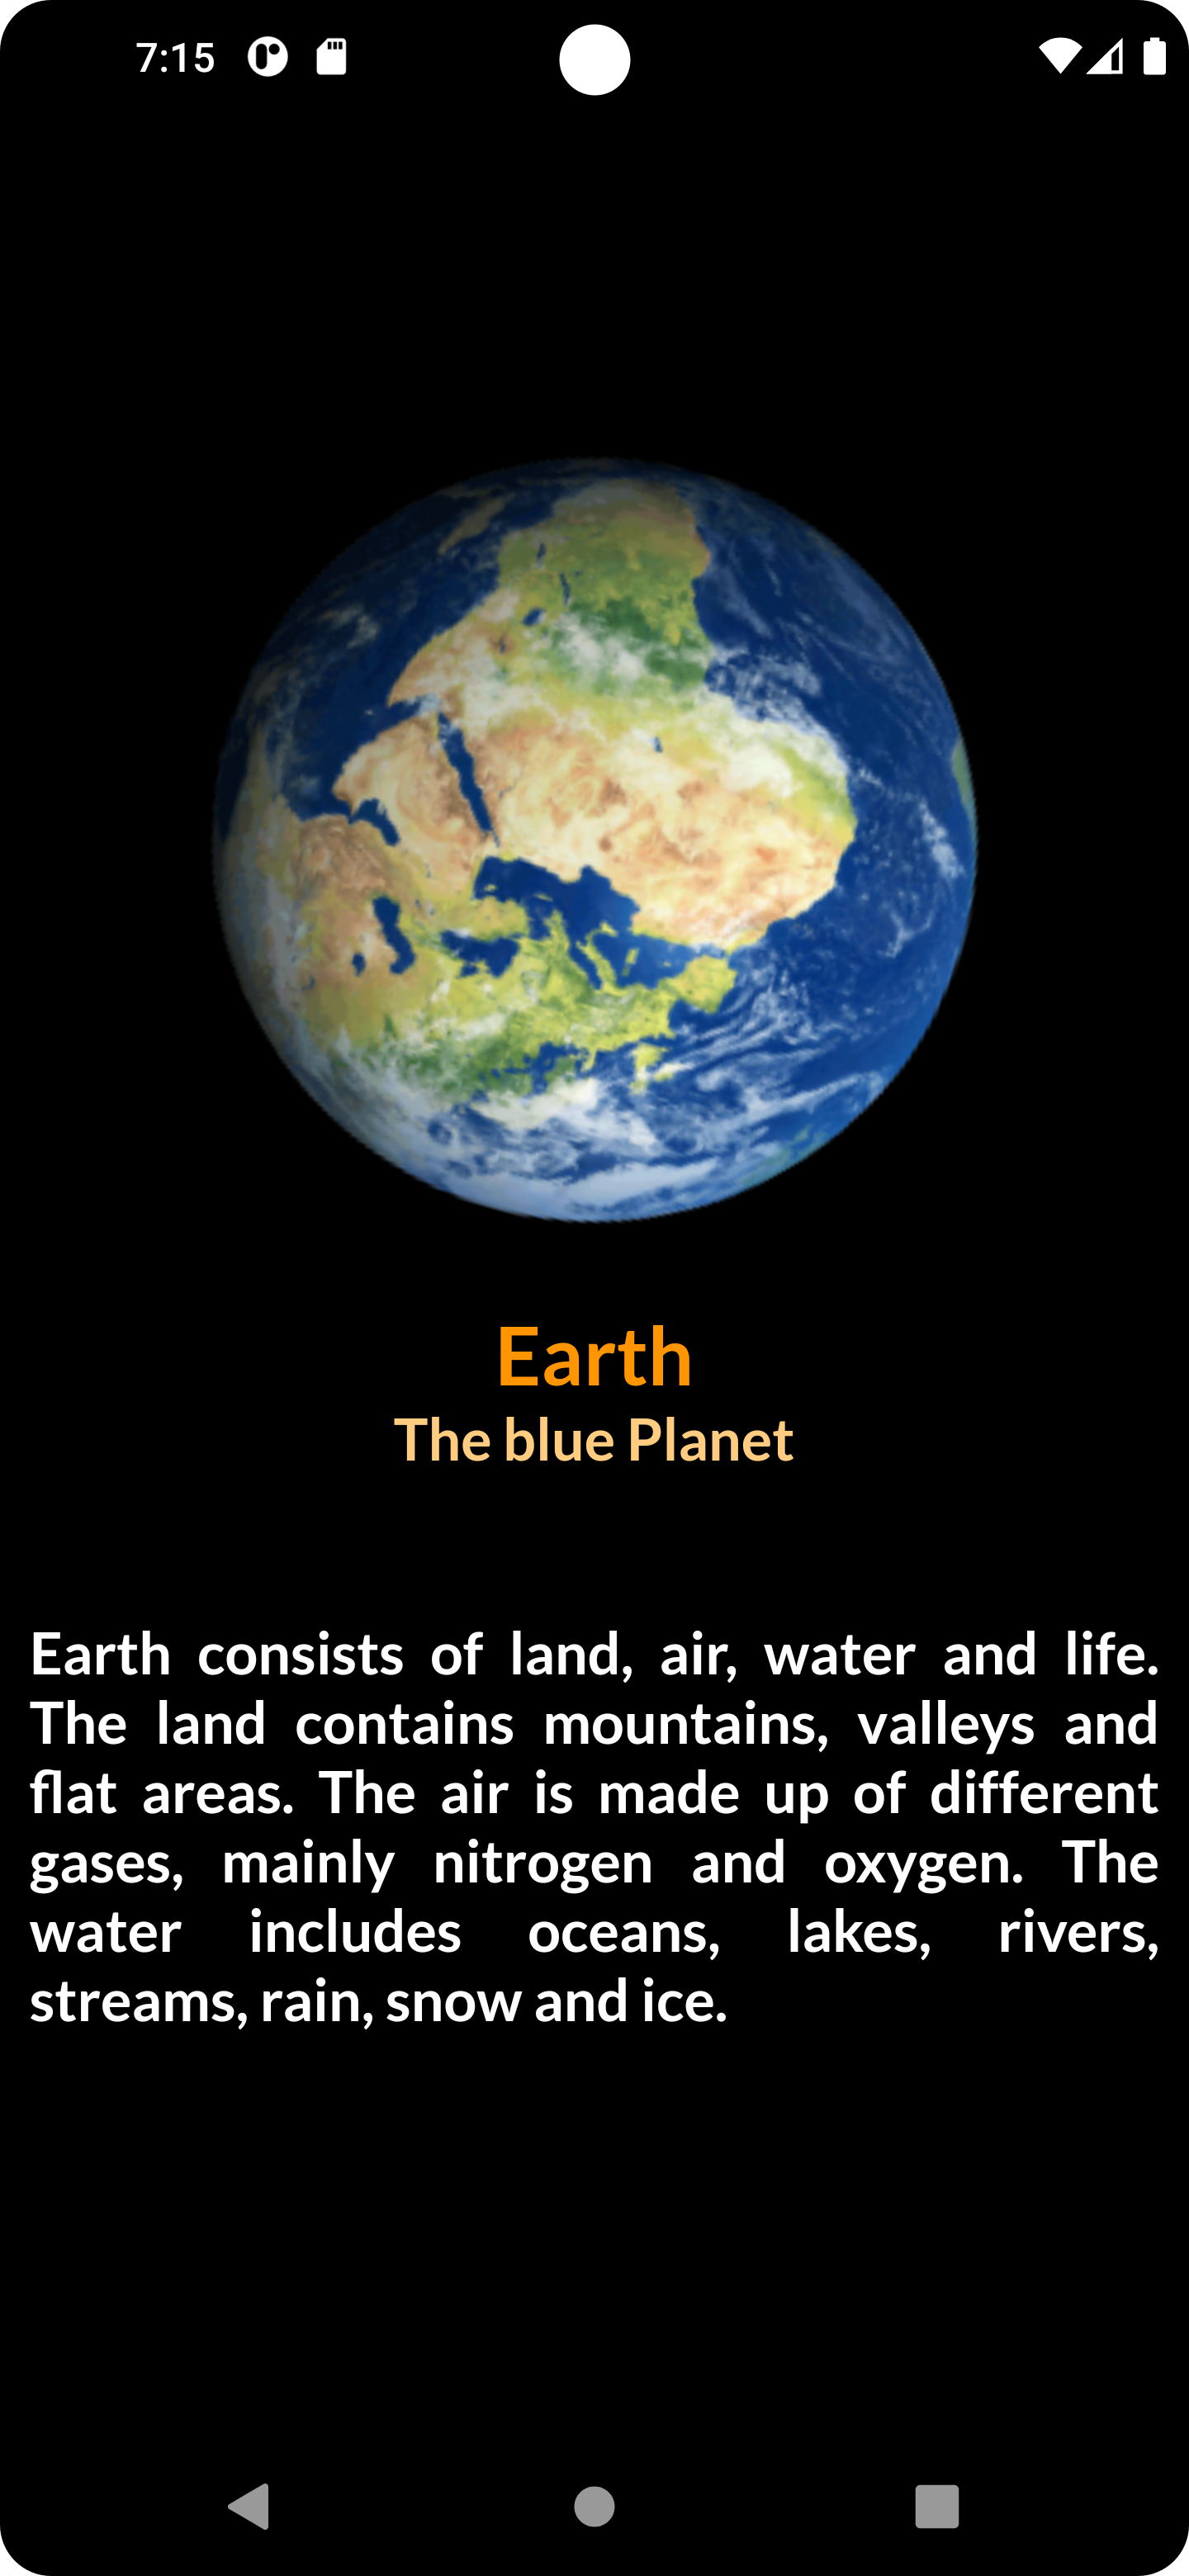 7:15
Earth
The blue Planet
Earth consists of land, air, water and life.
The land contains mountains, valleys and
flat areas. The air is made up of different
gases, mainly nitrogen and oxygen. The
water includes oceans, lakes, rivers,
streams, rain, snow and ice.